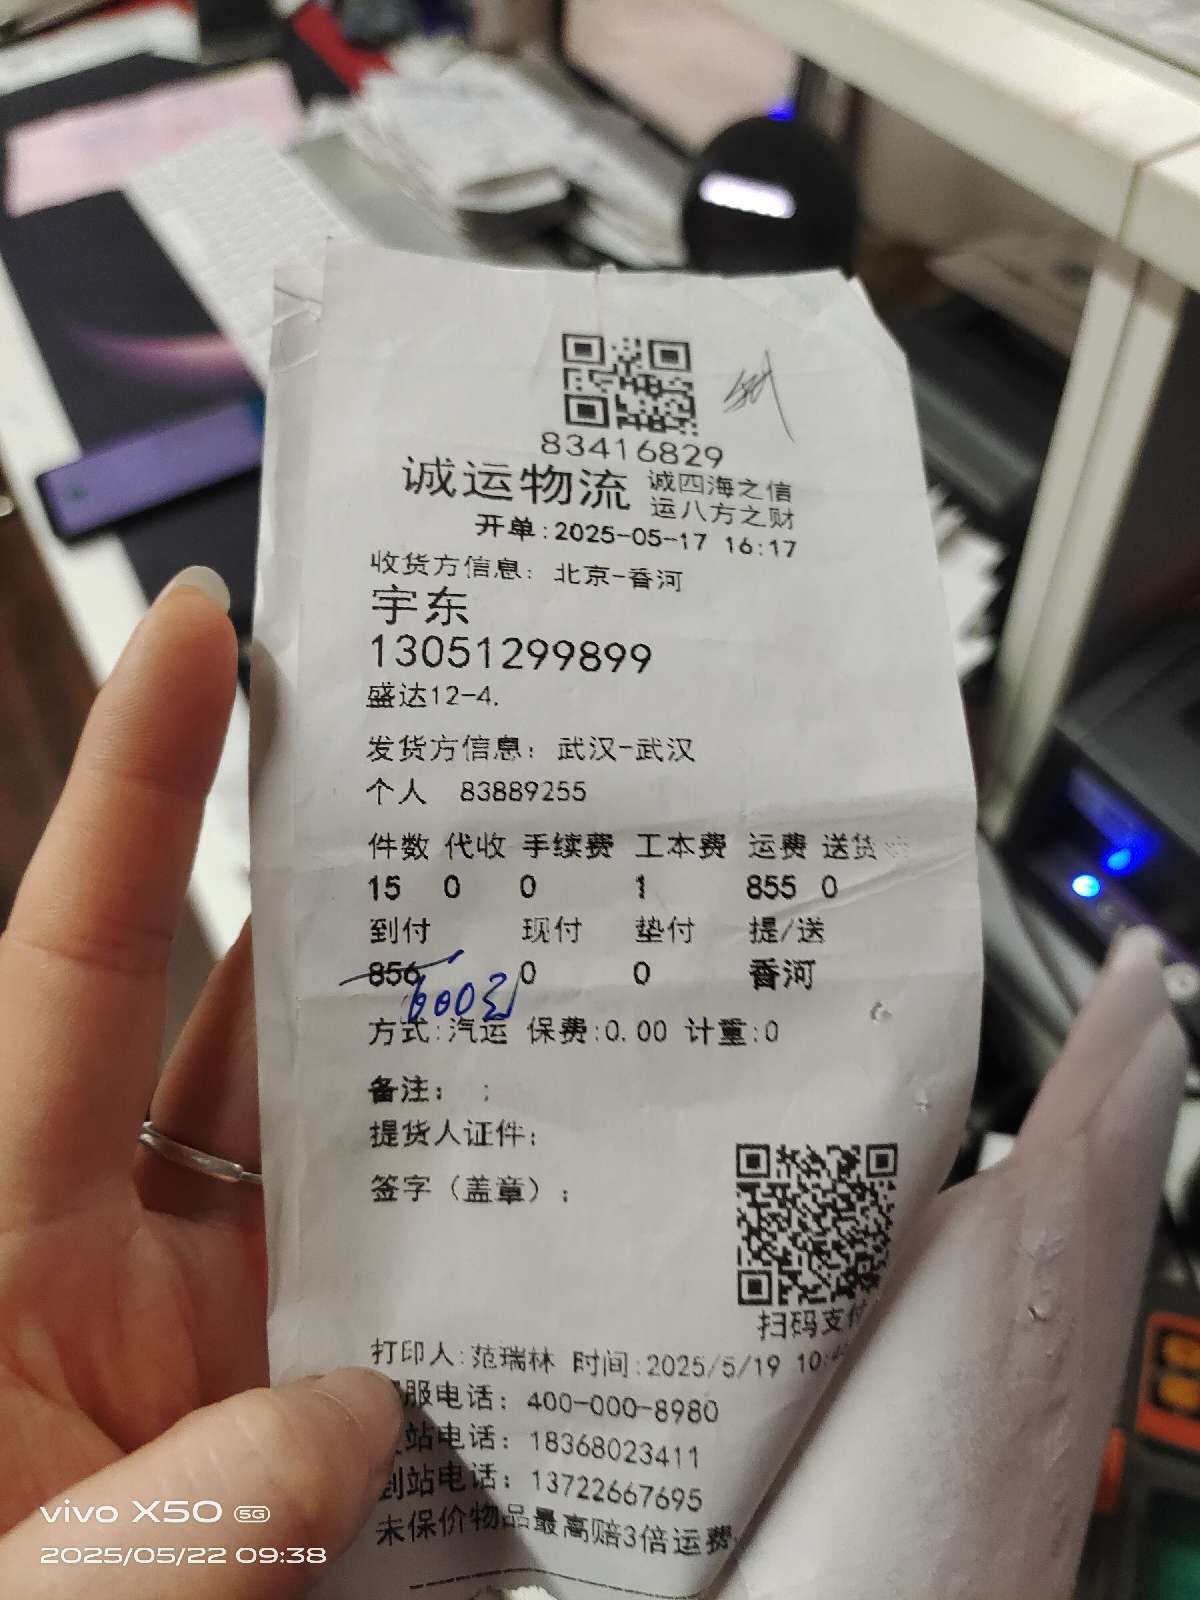 83416829
诚运物流 诚四海之信
运八方之财
开单:2025-05-17 16:17
收货方信息: 北京-香河
宇东
13051299899
盛达12-4.
发货方信息: 武汉-武汉
个人 83889255
件数 代收 手续费 工本费 运费 送货
15 0 0 1 855 0
到付 现付 垫付 提/送
856 0 0 香河
600
方式:汽运 保费:0.00 计重:0
备注: ;
提货人证件:
签字(盖章):
扫码支付
打印人:范瑞林 时间:2025/5/19 10:4
服电话: 400-000-8980
站电话: 18368023411
到站电话: 13722667695
未保价物品最高赔3倍运费
vivo X50 5G
2025/05/22 09:38